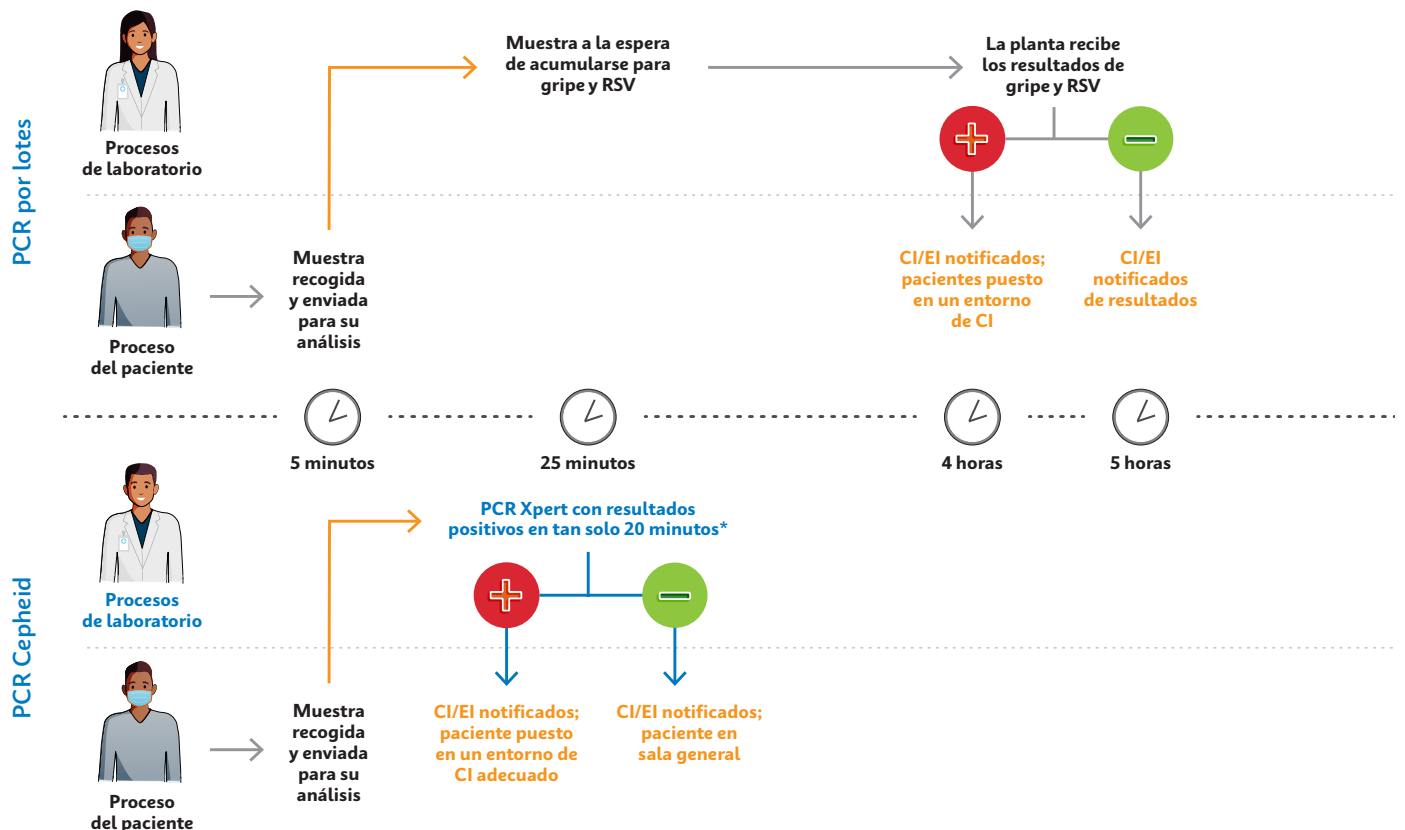 PCR por lotes
Procesos
de laboratorio
Muestra a la espera
de acumularse para
gripe y RSV
La planta recibe
los resultados de
gripe y RSV
Proceso
del paciente
Muestra
recogida
y enviada
para su
análisis
CI/EI notificados;
pacientes puesto
en un entorno
de CI
CI/EI
notificados
de resultados
5 minutos
25 minutos
4 horas
5 horas
PCR Cepheid
Procesos
de laboratorio
PCR Xpert con resultados
positivos en tan solo 20 minutos*
Proceso
del paciente
Muestra
recogida
y enviada
para su
análisis
CI/EI notificados;
paciente puesto
en un entorno de
CI adecuado
CI/EI notificados;
paciente en
sala general